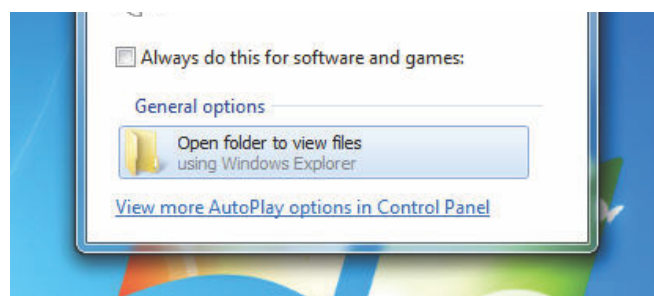 Always do this for software and games:
General options
Open folder to view files
using Windows Explorer
View more AutoPlay options in Control Panel